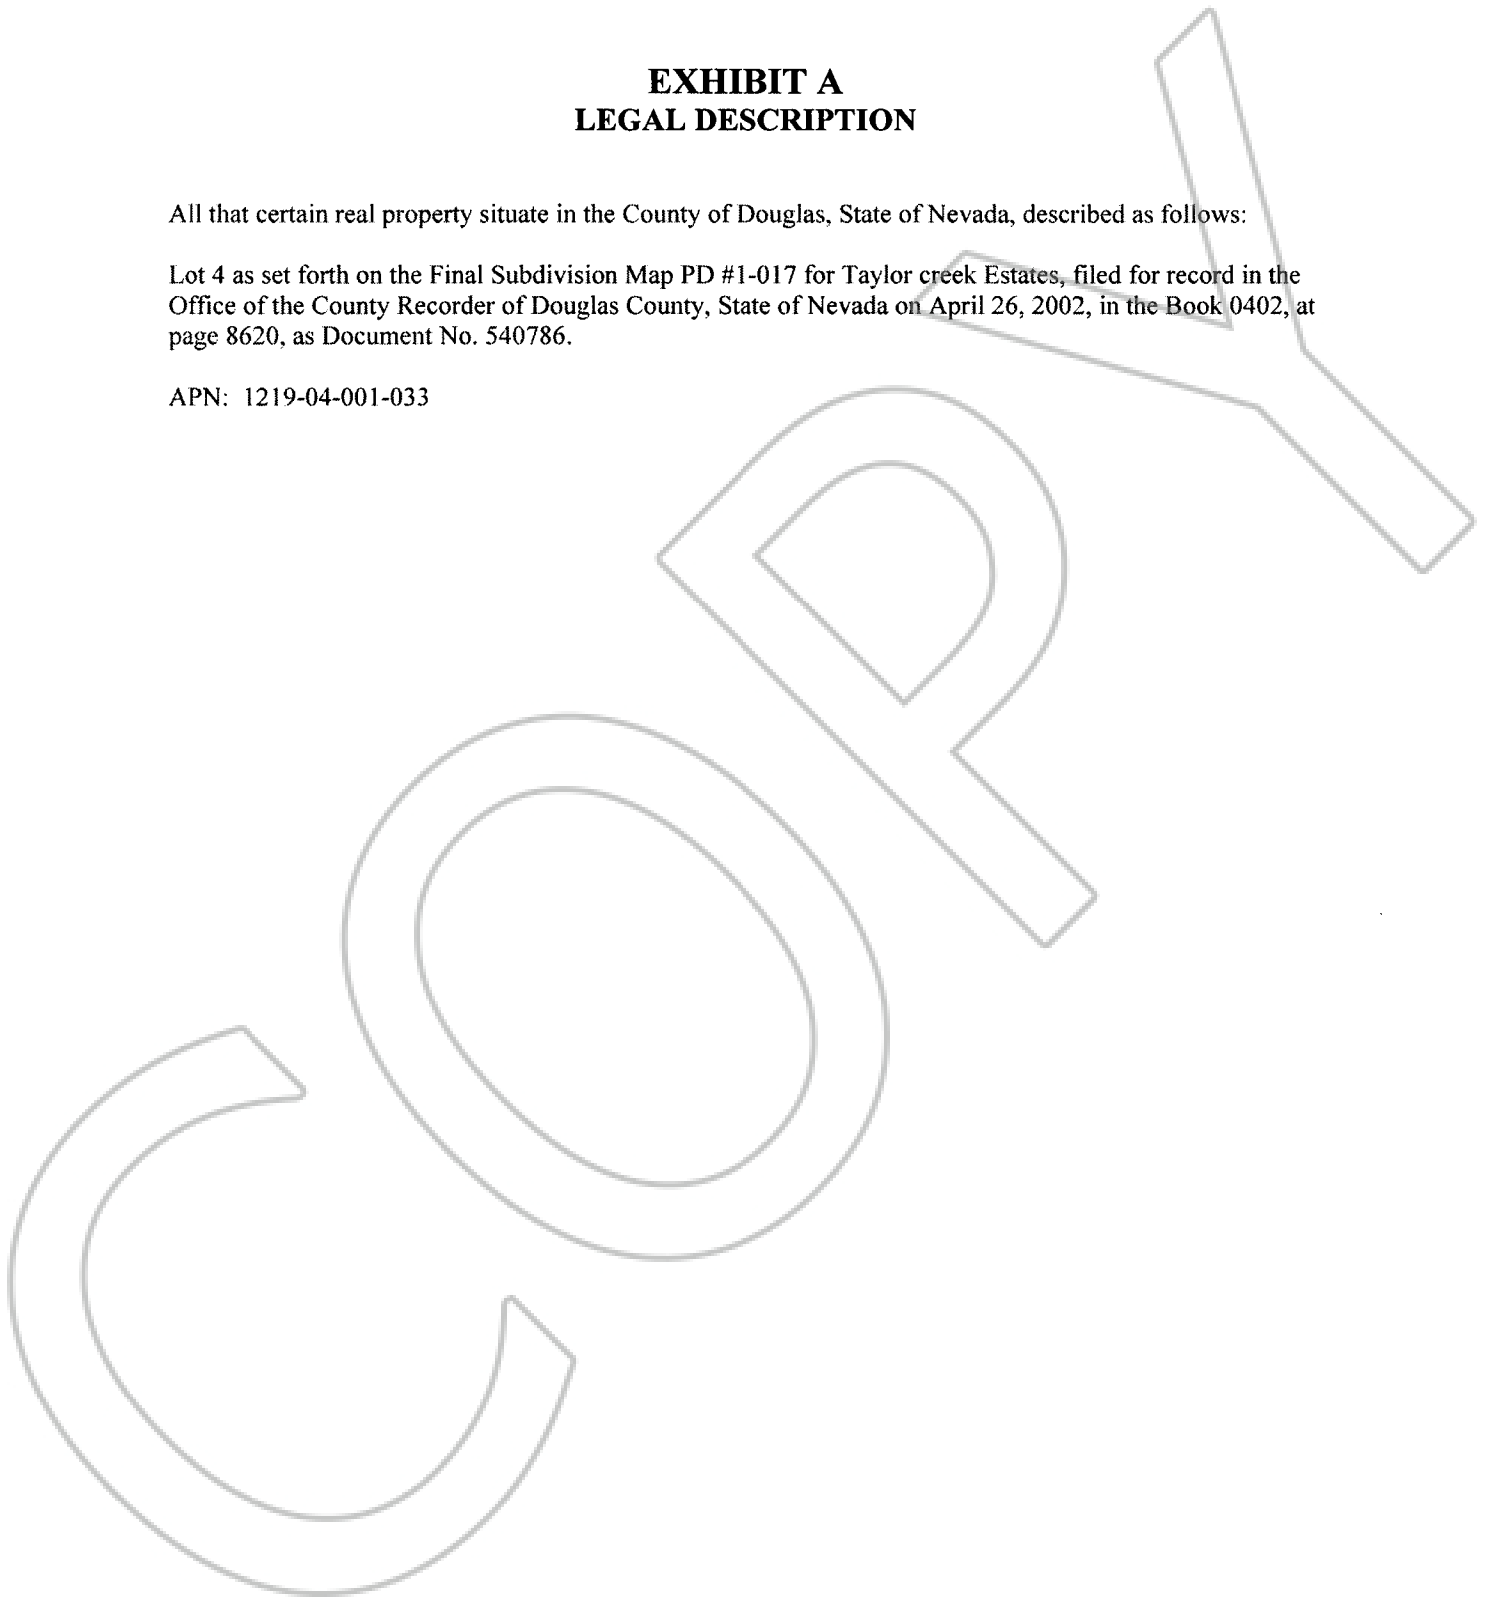 EXHIBIT A
LEGAL DESCRIPTION
All that certain real property situate in the County of Douglas, State of Nevada, described as follows:
Lot 4 as set forth on the Final Subdivision Map PD #1-017 for Taylor creek Estates, filed for record in the
Office of the County Recorder of Douglas County, State of Nevada on April 26, 2002, in the Book 0402, at
page 8620, as Document No. 540786.
APN: 1219-04-001-033
COPY